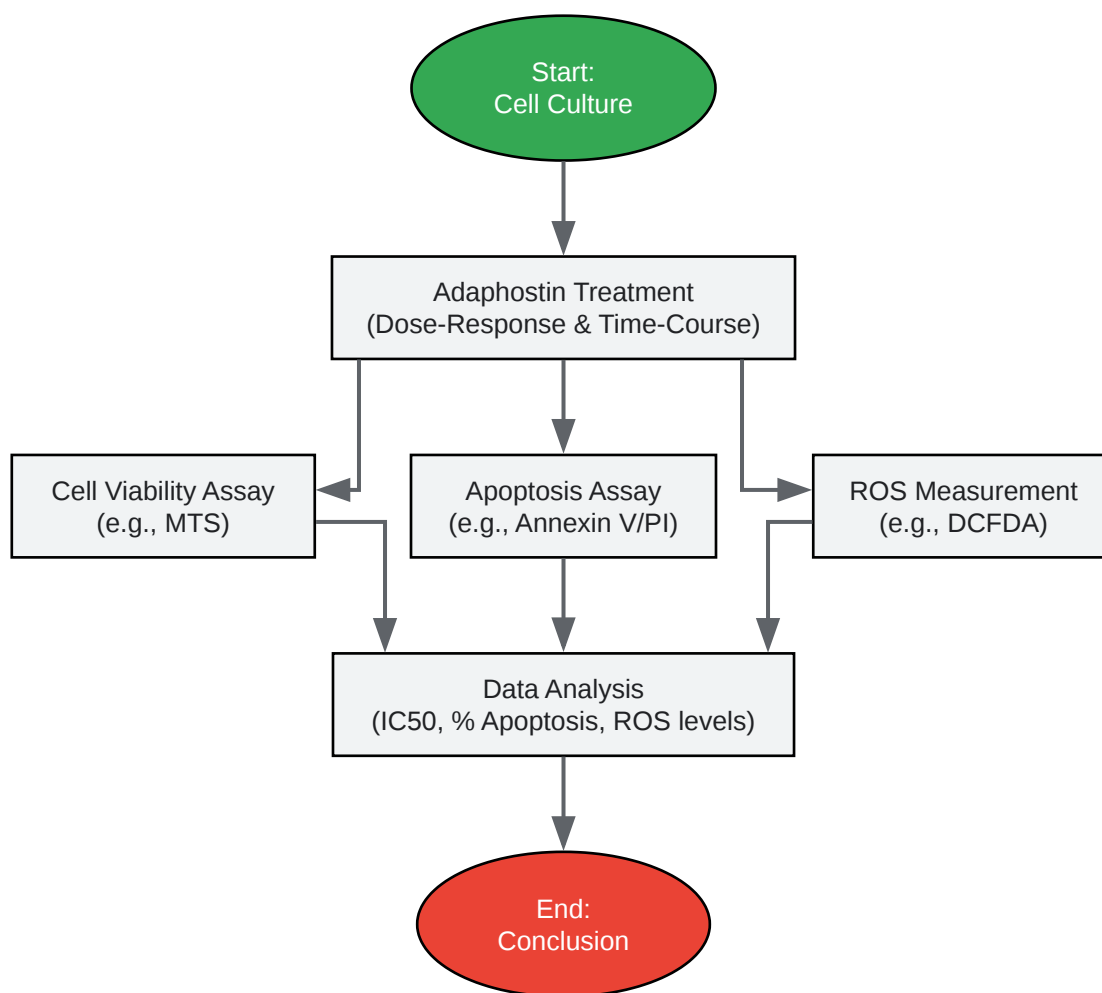 Start:
Cell Culture
Adaphostin Treatment
(Dose-Response & Time-Course)
Cell Viability Assay
(e.g., MTS)
Apoptosis Assay
(e.g., Annexin V/PI)
ROS Measurement
(e.g., DCFDA)
Data Analysis
(IC50, % Apoptosis, ROS levels)
End:
Conclusion